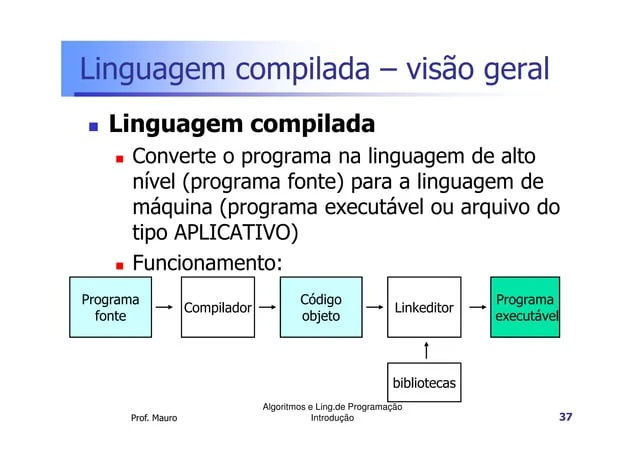 Linguagem compilada – visão geral
Linguagem compilada
Converte o programa na linguagem de alto
nível (programa fonte) para a linguagem de
máquina (programa executável ou arquivo do
tipo APLICATIVO)
Funcionamento:
Programa
fonte
Compilador
Código
objeto
Linkeditor
Programa
executável
bibliotecas
Prof. Mauro
Algoritmos e Ling.de Programação
Introdução
37